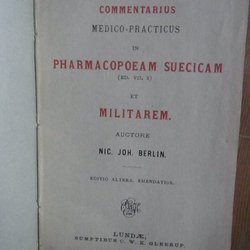 COMMENTARIUS
MEDICO-PRACTICUS
IN
PHARMACOPOEAM SUECICAM
(ED. VII, 1)
ET
MILITAREM.
AUCTORE
NIC. JOH. BERLIN.
EDITIO ALTERA, EMENDATIOR.
LUNDÆ,
SUMPTIBUS C. W. K. GLEERUP.